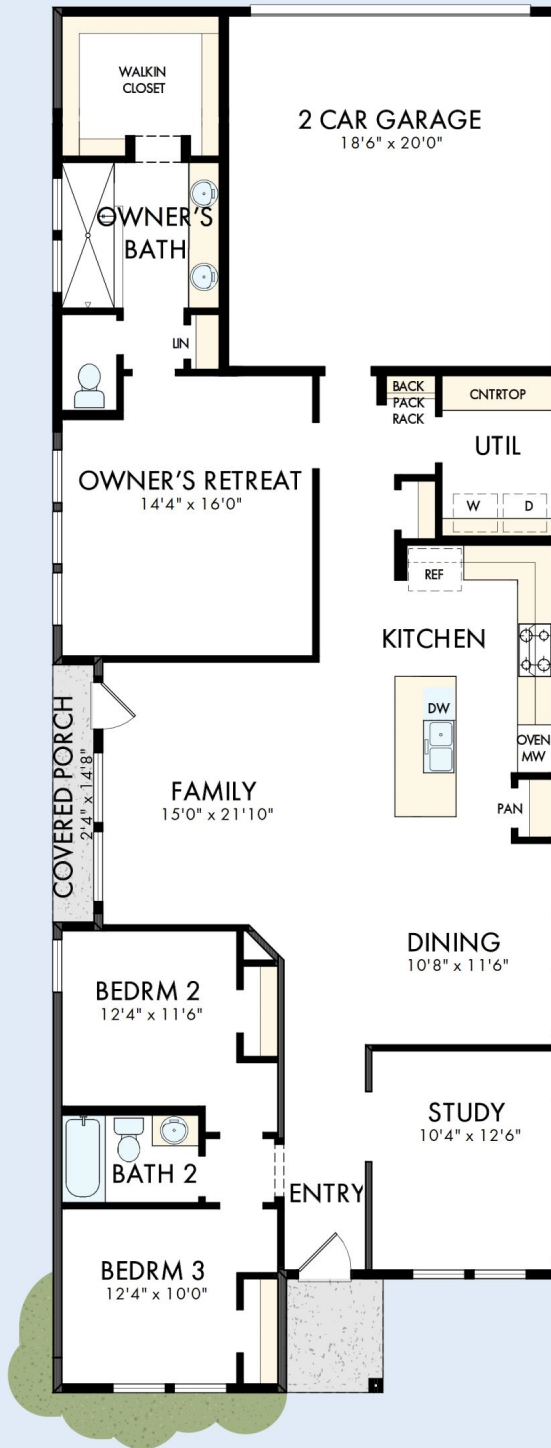 WALKIN
CLOSET
2 CAR GARAGE
18'6" x 20'0"
OWNER'S
BATH
LIN
BACK
PACK
RACK
CNTRTOP
UTIL
W D
OWNER'S RETREAT
14'4" x 16'0"
REF
KITCHEN
DW
OVEN
MW
PAN
COVERED PORCH
2'4" x 14'8"
FAMILY
15'0" x 21'10"
DINING
10'8" x 11'6"
BEDRM 2
12'4" x 11'6"
STUDY
10'4" x 12'6"
BATH 2
ENTRY
BEDRM 3
12'4" x 10'0"